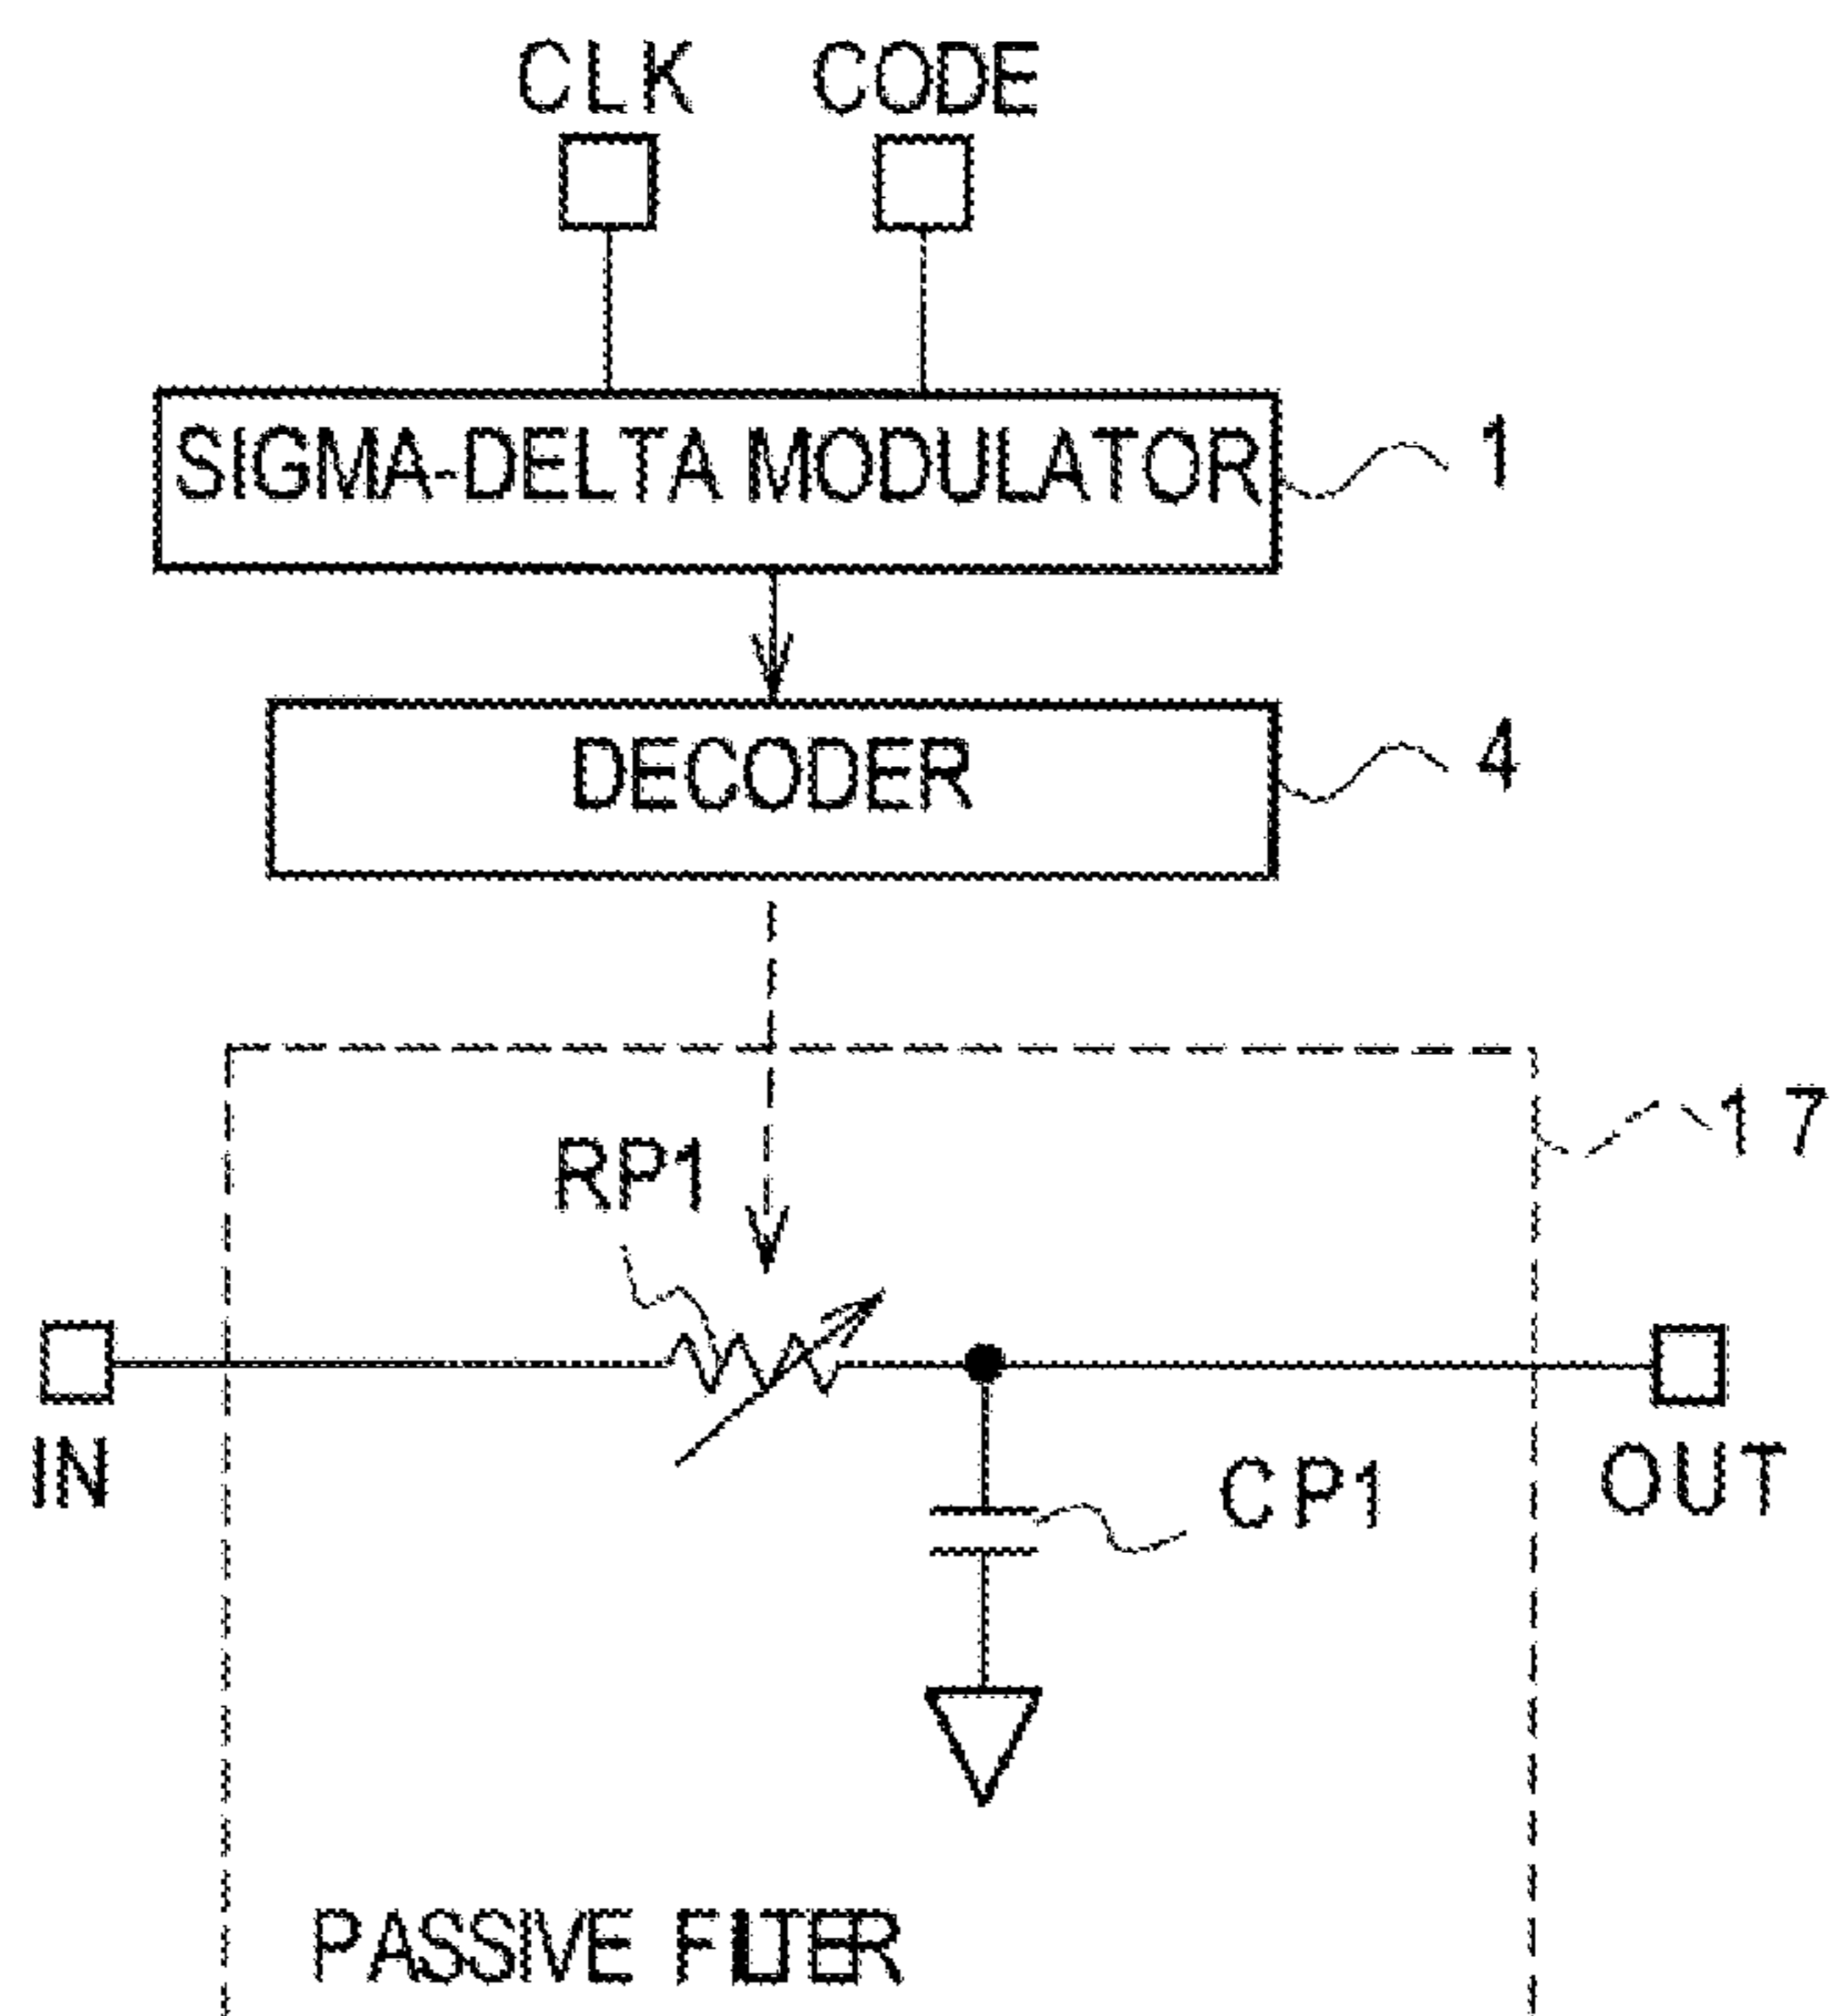 CLK CODE
SIGMA-DELTA MODULATOR 1
DECODER 4
17
RP1
IN
CP1
OUT
PASSIVE FILTER